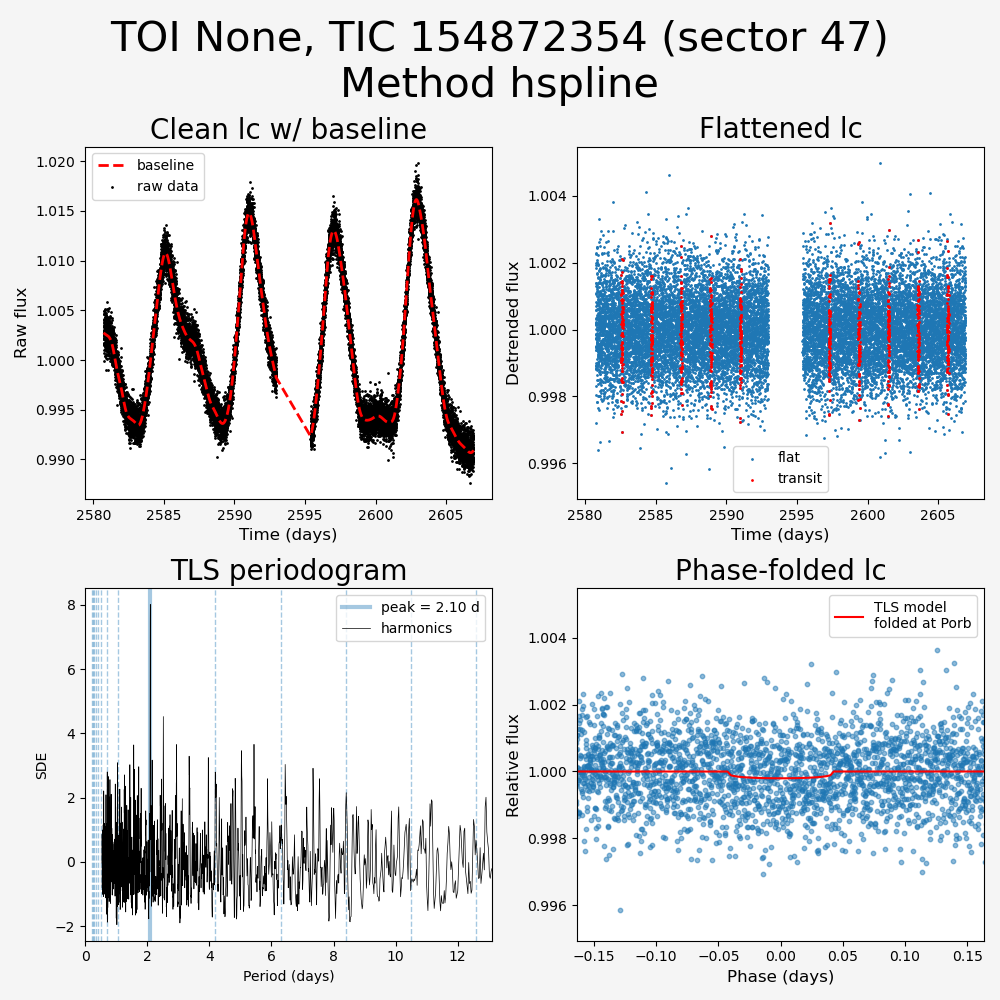 TOI None, TIC 154872354 (sector 47)
Method hspline
Clean lc w/ baseline
baseline
raw data
1.020
1.015
1.010
1.005
1.000
0.995
0.990
Raw flux
2580
2585
2590
2595
2600
2605
Time (days)
Flattened lc
1.004
1.002
1.000
0.998
0.996
Detrended flux
flat
transit
2580
2585
2590
2595
2600
2605
Time (days)
TLS periodogram
peak = 2.10 d
harmonics
8
6
4
2
0
−2
SDE
0
2
4
6
8
10
12
Period (days)
Phase-folded lc
TLS model
folded at Porb
1.004
1.002
1.000
0.998
0.996
Relative flux
−0.15
−0.10
−0.05
0.00
0.05
0.10
0.15
Phase (days)